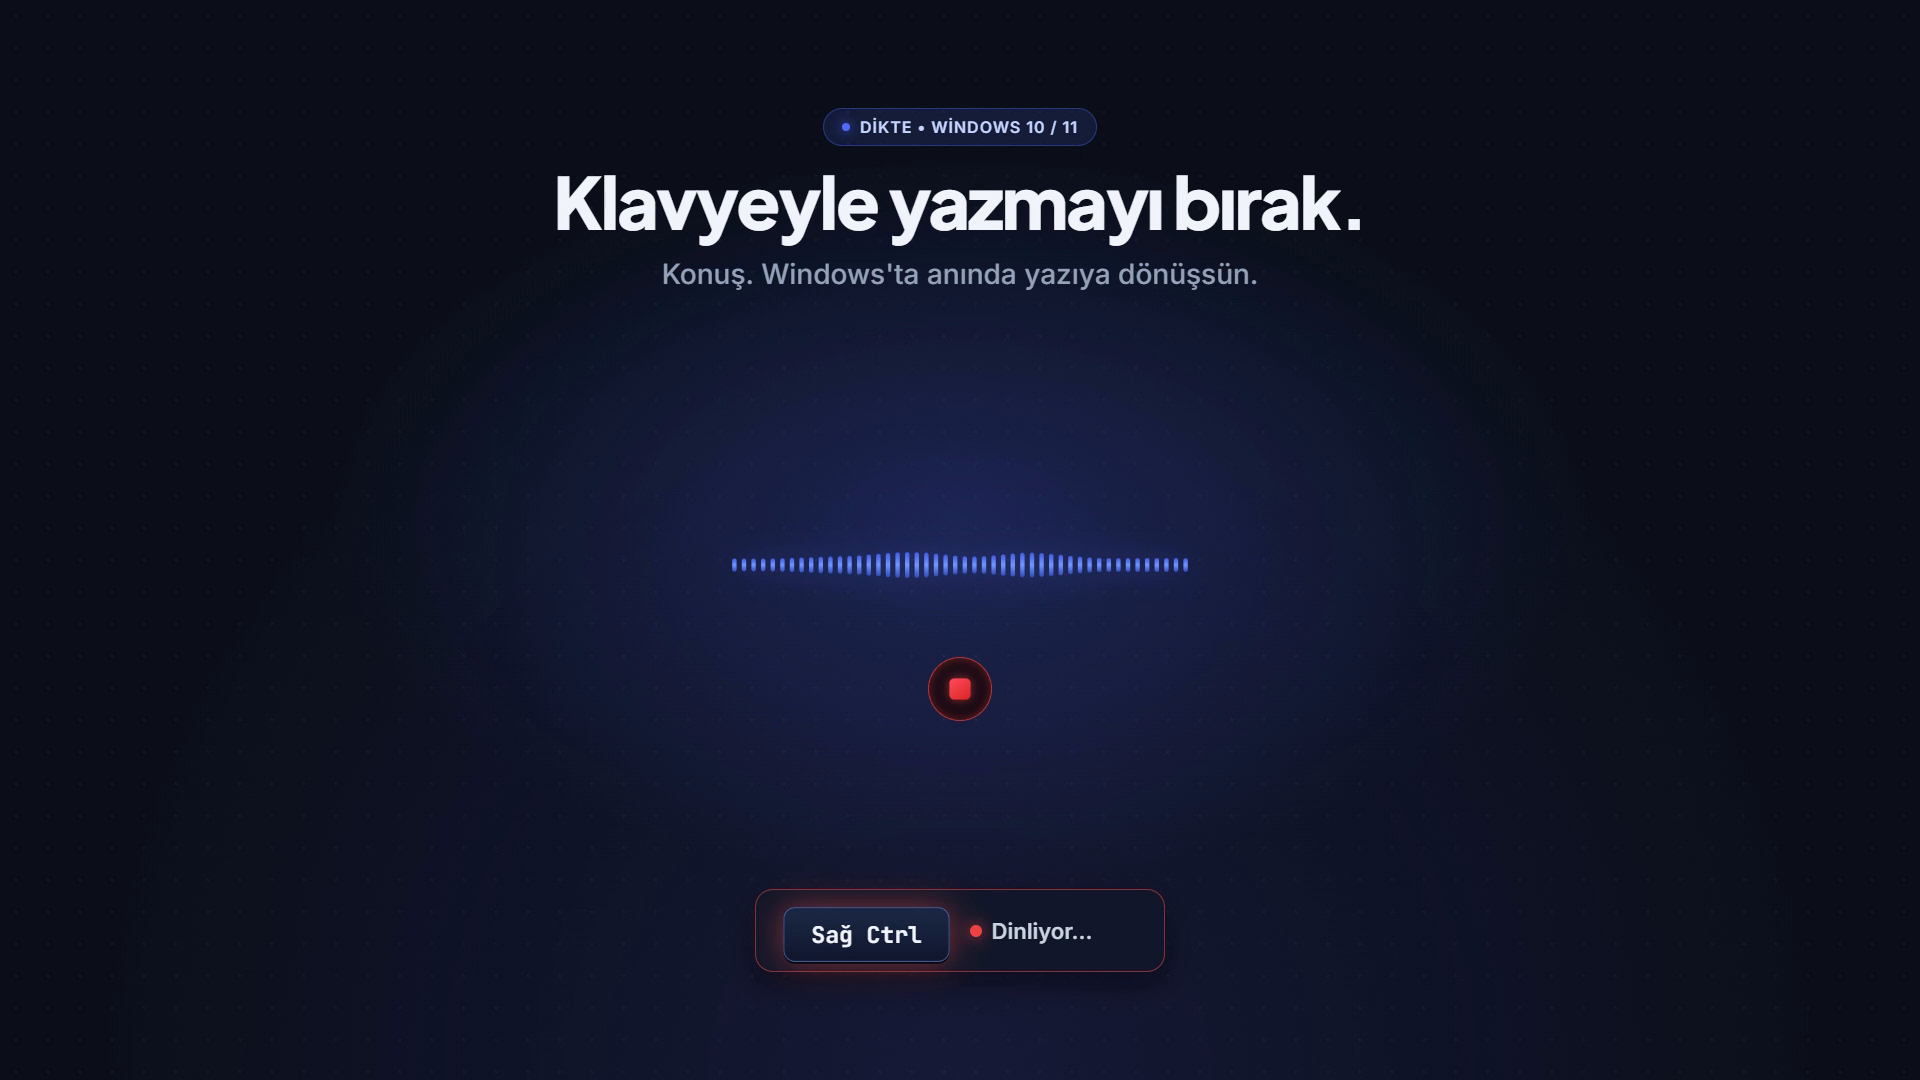 DİKTE • WİNDOWS 10 / 11
Klavyeyle yazmayı bırak.
Konuş. Windows'ta anında yazıya dönüşsün.
Sağ Ctrl
Dinliyor...